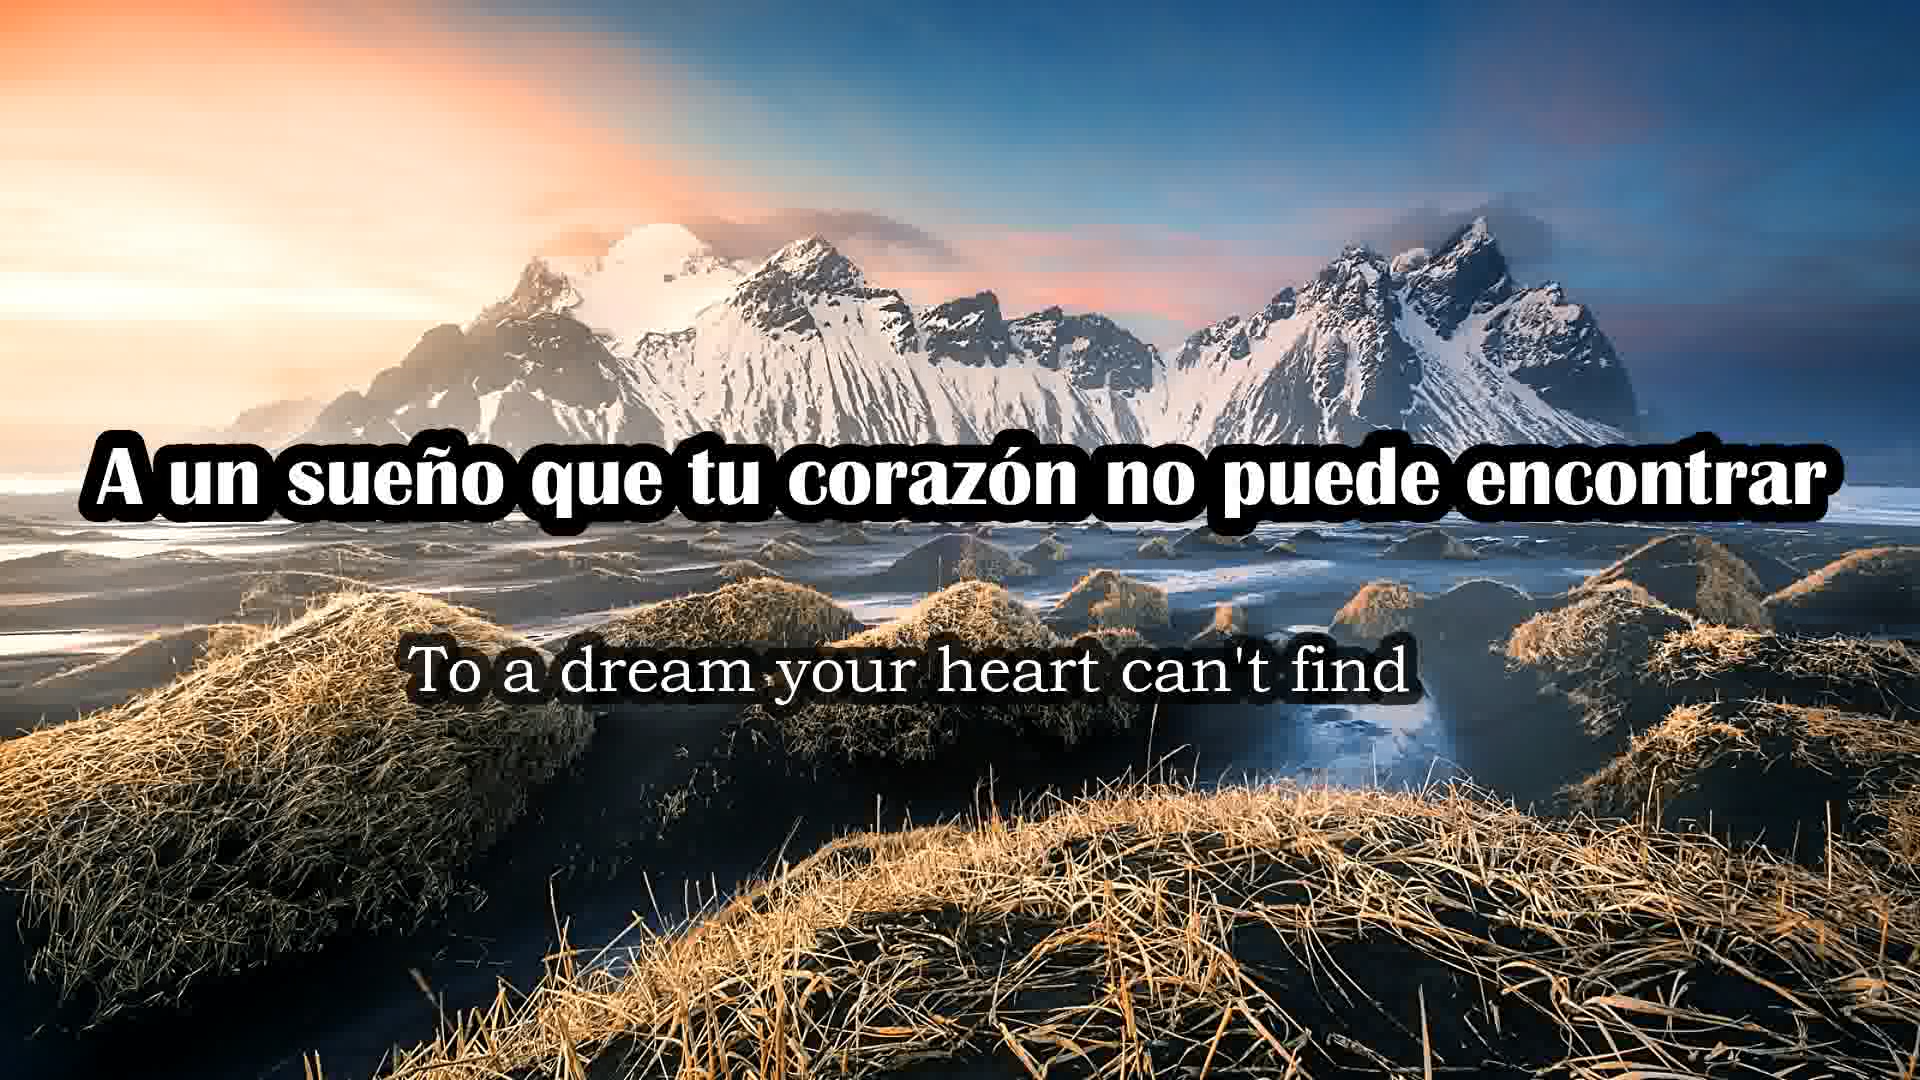 A un sueño que tu corazón no puede encontrar
To a dream your heart can't find